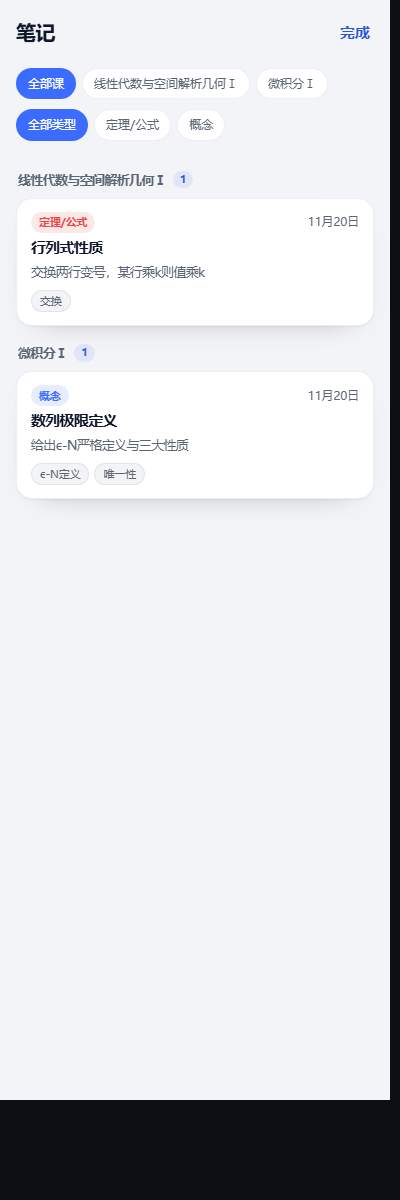 笔记
完成
全部课
线性代数与空间解析几何 I
微积分 I
全部类型
定理/公式
概念
线性代数与空间解析几何 I 1
定理/公式
11月20日
行列式性质
交换两行变号，某行乘k则值乘k
交换
微积分 I 1
概念
11月20日
数列极限定义
给出ϵ-N严格定义与三大性质
ϵ-N定义
唯一性